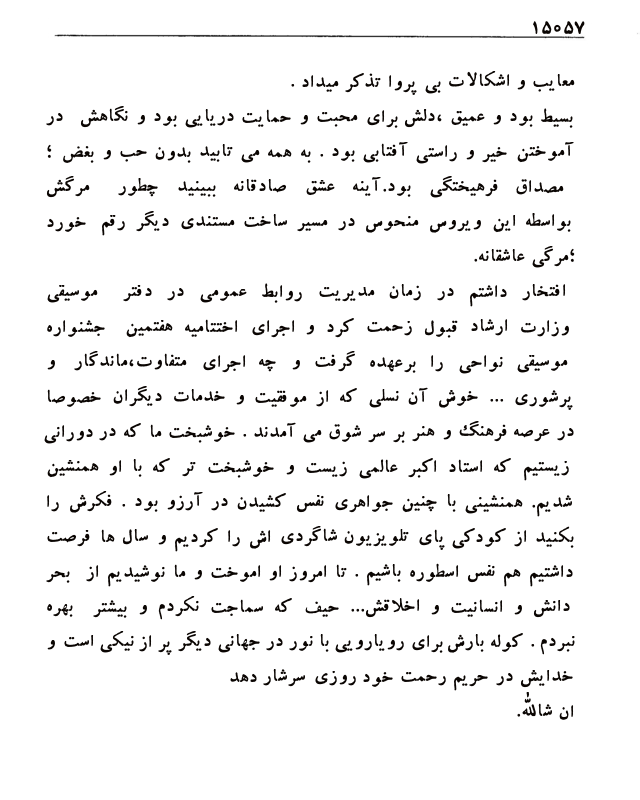 ۱۵۰۵۷
معایب و اشکالات بی پروا تذکر میداد .
بسیط بود و عمیق ،دلش برای محبت و حمایت دریایی بود و نگاهش در
آموختن خیر و راستی آفتابی بود . به همه می تابید بدون حب و بغض ؛
مصداق فرهیختگی بود.آینه عشق صادقانه ببینید چطور مرگش
بواسطه این ویروس منحوس در مسیر ساخت مستندی دیگر رقم خورد
؛مرگی عاشقانه.
افتخار داشتم در زمان مدیریت روابط عمومی در دفتر موسیقی
وزارت ارشاد قبول زحمت کرد و اجرای اختتامیه هفتمین جشنواره
موسیقی نواحی را برعهده گرفت و چه اجرای متفاوت،ماندگار و
پرشوری ... خوش آن نسلی که از موفقیت و خدمات دیگران خصوصا
در عرصه فرهنگ و هنر بر سر شوق می آمدند . خوشبخت ما که در دورانی
زیستیم که استاد اکبر عالمی زیست و خوشبخت تر که با او همنشین
شدیم. همنشینی با چنین جواهری نفس کشیدن در آرزو بود . فکرش را
بکنید از کودکی پای تلویزیون شاگردی اش را کردیم و سال ها فرصت
داشتیم هم نفس اسطوره باشیم . تا امروز او اموخت و ما نوشیدیم از بحر
دانش و انسانیت و اخلاقش... حیف که سماجت نکردم و بیشتر بهره
نبردم . کوله بارش برای رویارویی با نور در جهانی دیگر پر از نیکی است و
خدایش در حریم رحمت خود روزی سرشار دهد
ان شالله.